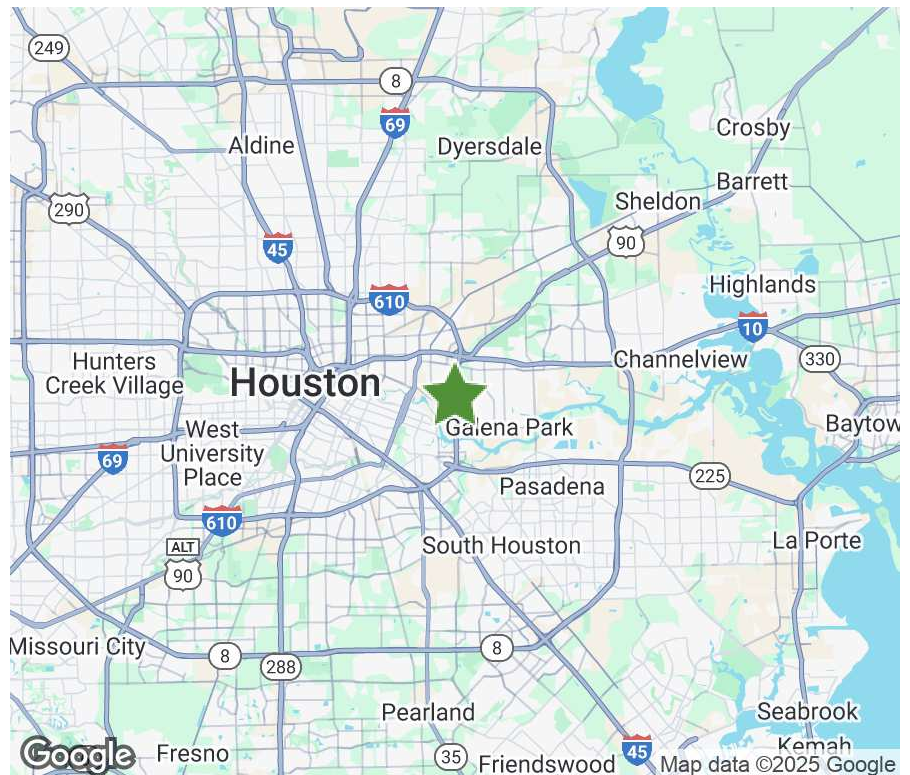 249
8
69
Crosby
Aldine
Dyersdale
Barrett
Sheldon
290
90
45
Highlands
610
10
Hunters
Creek Village
Channelview
330
Houston
Galena Park
Baytow
West
University
Place
69
225
Pasadena
610
South Houston
La Porte
ALT
90
Missouri City
8
8
288
Pearland
Seabrook
Kemah
Google
Fresno
35
Friendswood
45
Map data ©2025 Google